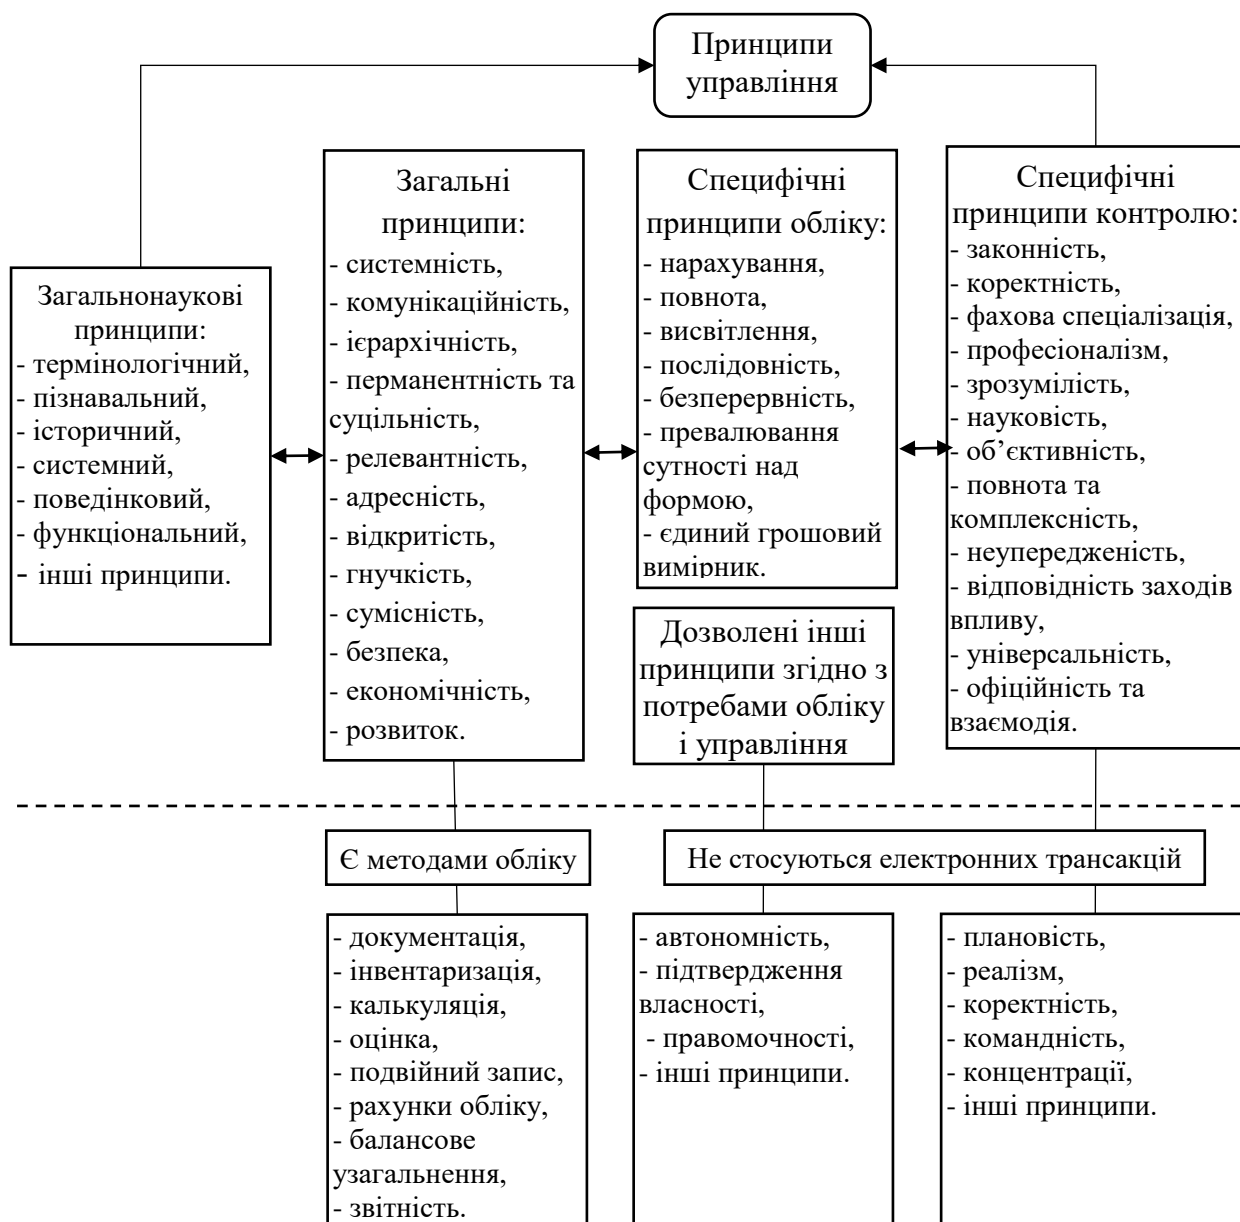 Принципи
управління
Загальнонаукові
принципи:
- термінологічний,
- пізнавальний,
- історичний,
- системний,
- поведінковий,
- функціональний,
- інші принципи.
Загальні
принципи:
- системність,
- комунікаційність,
- ієрархічність,
- перманентність та
суцільність,
- релевантність,
- адресність,
- відкритість,
- гнучкість,
- сумісність,
- безпека,
- економічність,
- розвиток.
Специфічні
принципи обліку:
- нарахування,
- повнота,
- висвітлення,
- послідовність,
- безперервність,
- превалювання
сутності над
формою,
- єдиний грошовий
вимірник.
Дозволені інші
принципи згідно з
потребами обліку
і управління
Специфічні
принципи контролю:
- законність,
- коректність,
- фахова спеціалізація,
- професіоналізм,
- зрозумілість,
- науковість,
- об’єктивність,
- повнота та
комплексність,
- неупередженість,
- відповідність заходів
впливу,
- універсальність,
- офіційність та
взаємодія.
Є методами обліку
Не стосуються електронних трансакцій
- документація,
- інвентаризація,
- калькуляція,
- оцінка,
- подвійний запис,
- рахунки обліку,
- балансове
узагальнення,
- звітність.
- автономність,
- підтвердження
власності,
- правомочності,
- інші принципи.
- плановість,
- реалізм,
- коректність,
- командність,
- концентрації,
- інші принципи.